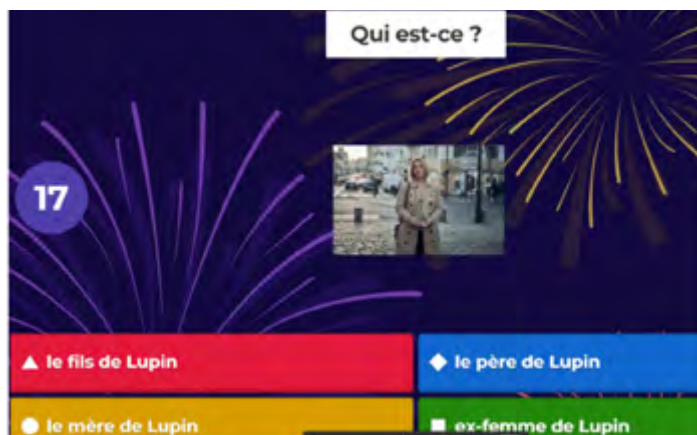 Qui est-ce ?
17
le fils de Lupin
le père de Lupin
le mère de Lupin
ex-femme de Lupin